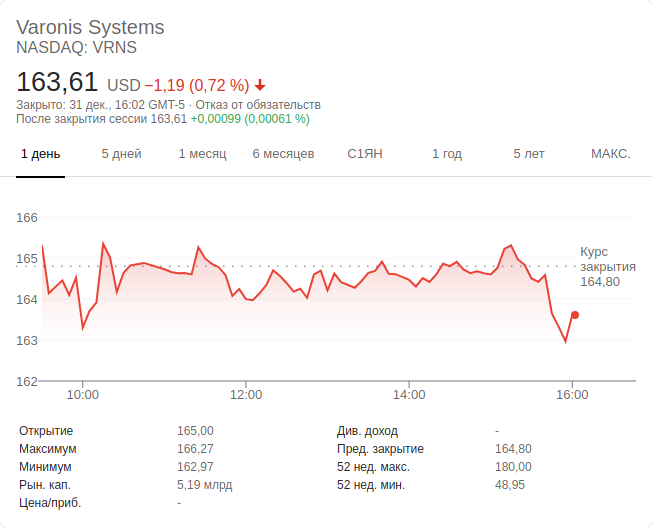 Varonis Systems
NASDAQ: VRNS
163,61 USD −1,19 (0,72 %)
Закрыто: 31 дек., 16:02 GMT-5 · Отказ от обязательств
После закрытия сессии 163,61 +0,00099 (0,00061 %)
1 день 5 дней 1 месяц 6 месяцев С1ЯН 1 год 5 лет МАКС.
166
165
164
163
162
Курс
закрытия
164,80
10:00 12:00 14:00 16:00
Открытие 165,00 Див. доход -
Максимум 166,27 Пред. закрытие 164,80
Минимум 162,97 52 нед. макс. 180,00
Рын. кап. 5,19 млрд 52 нед. мин. 48,95
Цена/приб. -